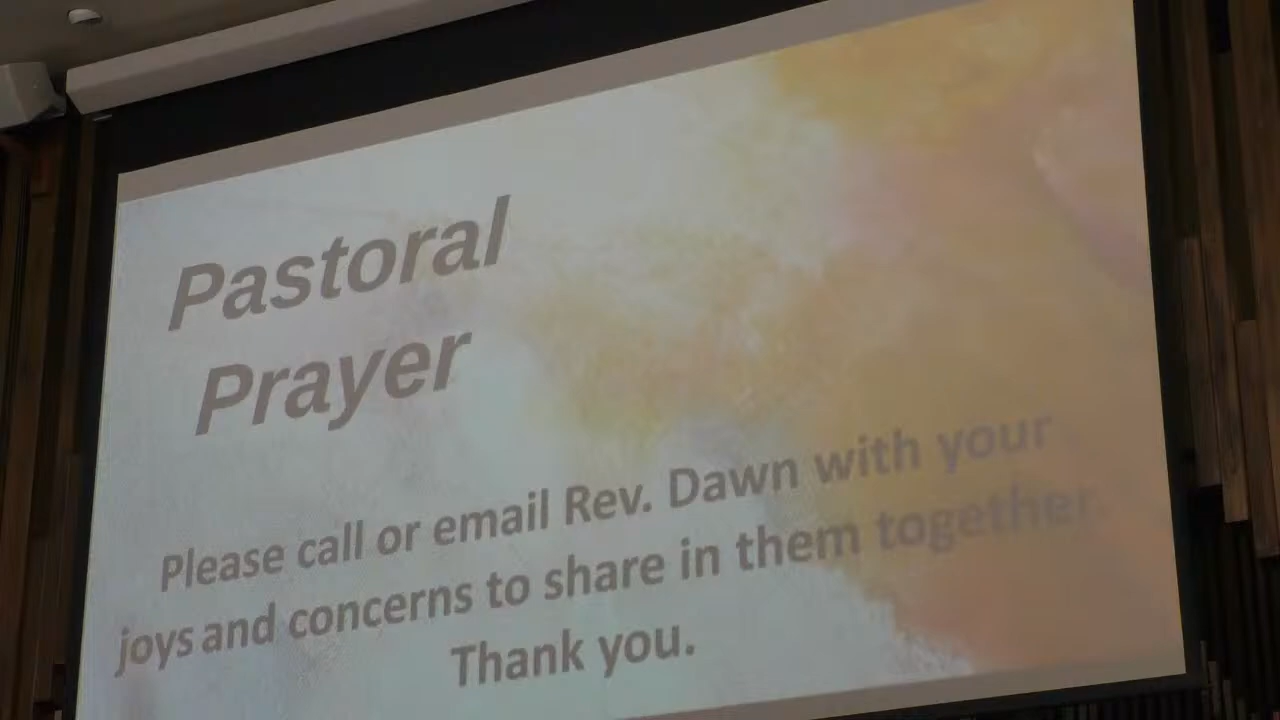 Pastoral
Prayer
Please call or email Rev. Dawn with your
joys and concerns to share in them together.
Thank you.